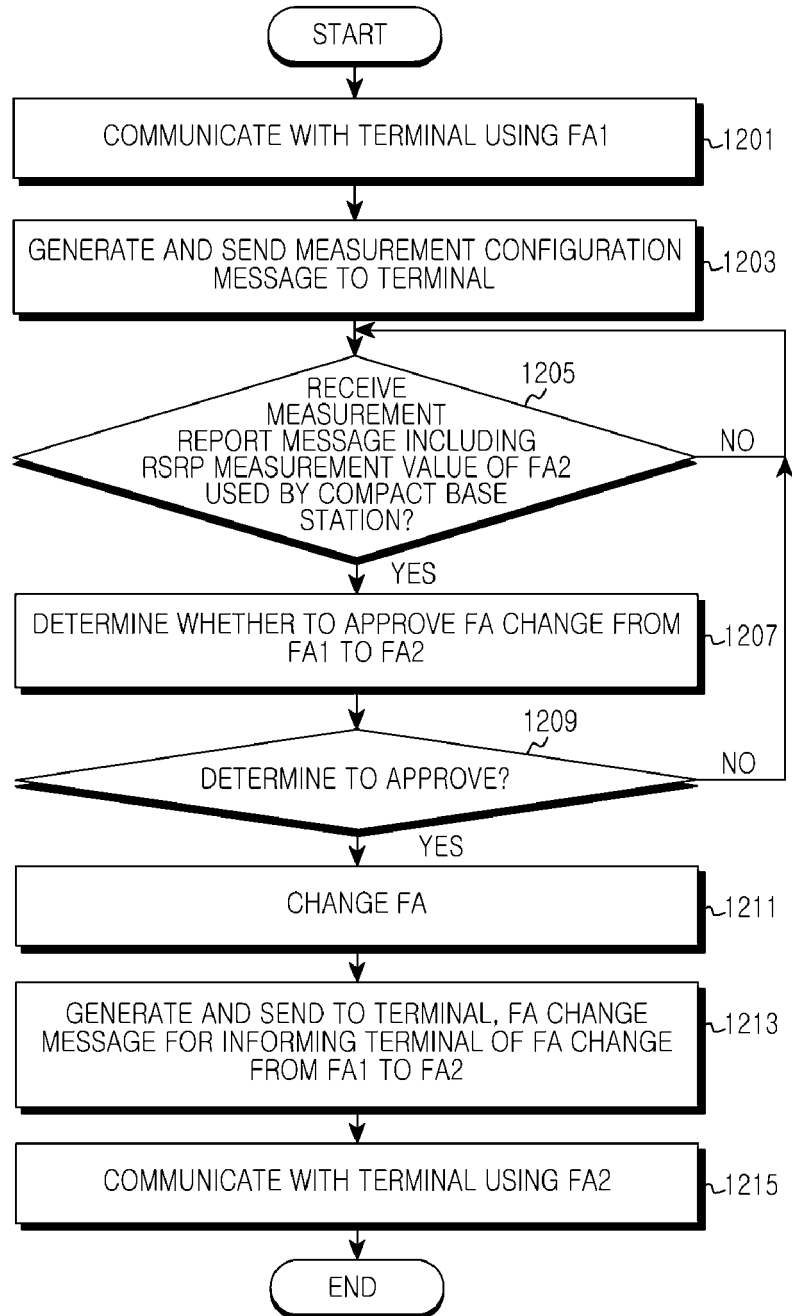 START
COMMUNICATE WITH TERMINAL USING FA1
1201
GENERATE AND SEND MEASUREMENT CONFIGURATION
MESSAGE TO TERMINAL
1203
1205
RECEIVE
MEASUREMENT
REPORT MESSAGE INCLUDING
RSRP MEASUREMENT VALUE OF FA2
USED BY COMPACT BASE
STATION?
NO
YES
DETERMINE WHETHER TO APPROVE FA CHANGE FROM
FA1 TO FA2
1207
1209
DETERMINE TO APPROVE?
NO
YES
CHANGE FA
1211
GENERATE AND SEND TO TERMINAL, FA CHANGE
MESSAGE FOR INFORMING TERMINAL OF FA CHANGE
FROM FA1 TO FA2
1213
COMMUNICATE WITH TERMINAL USING FA2
1215
END